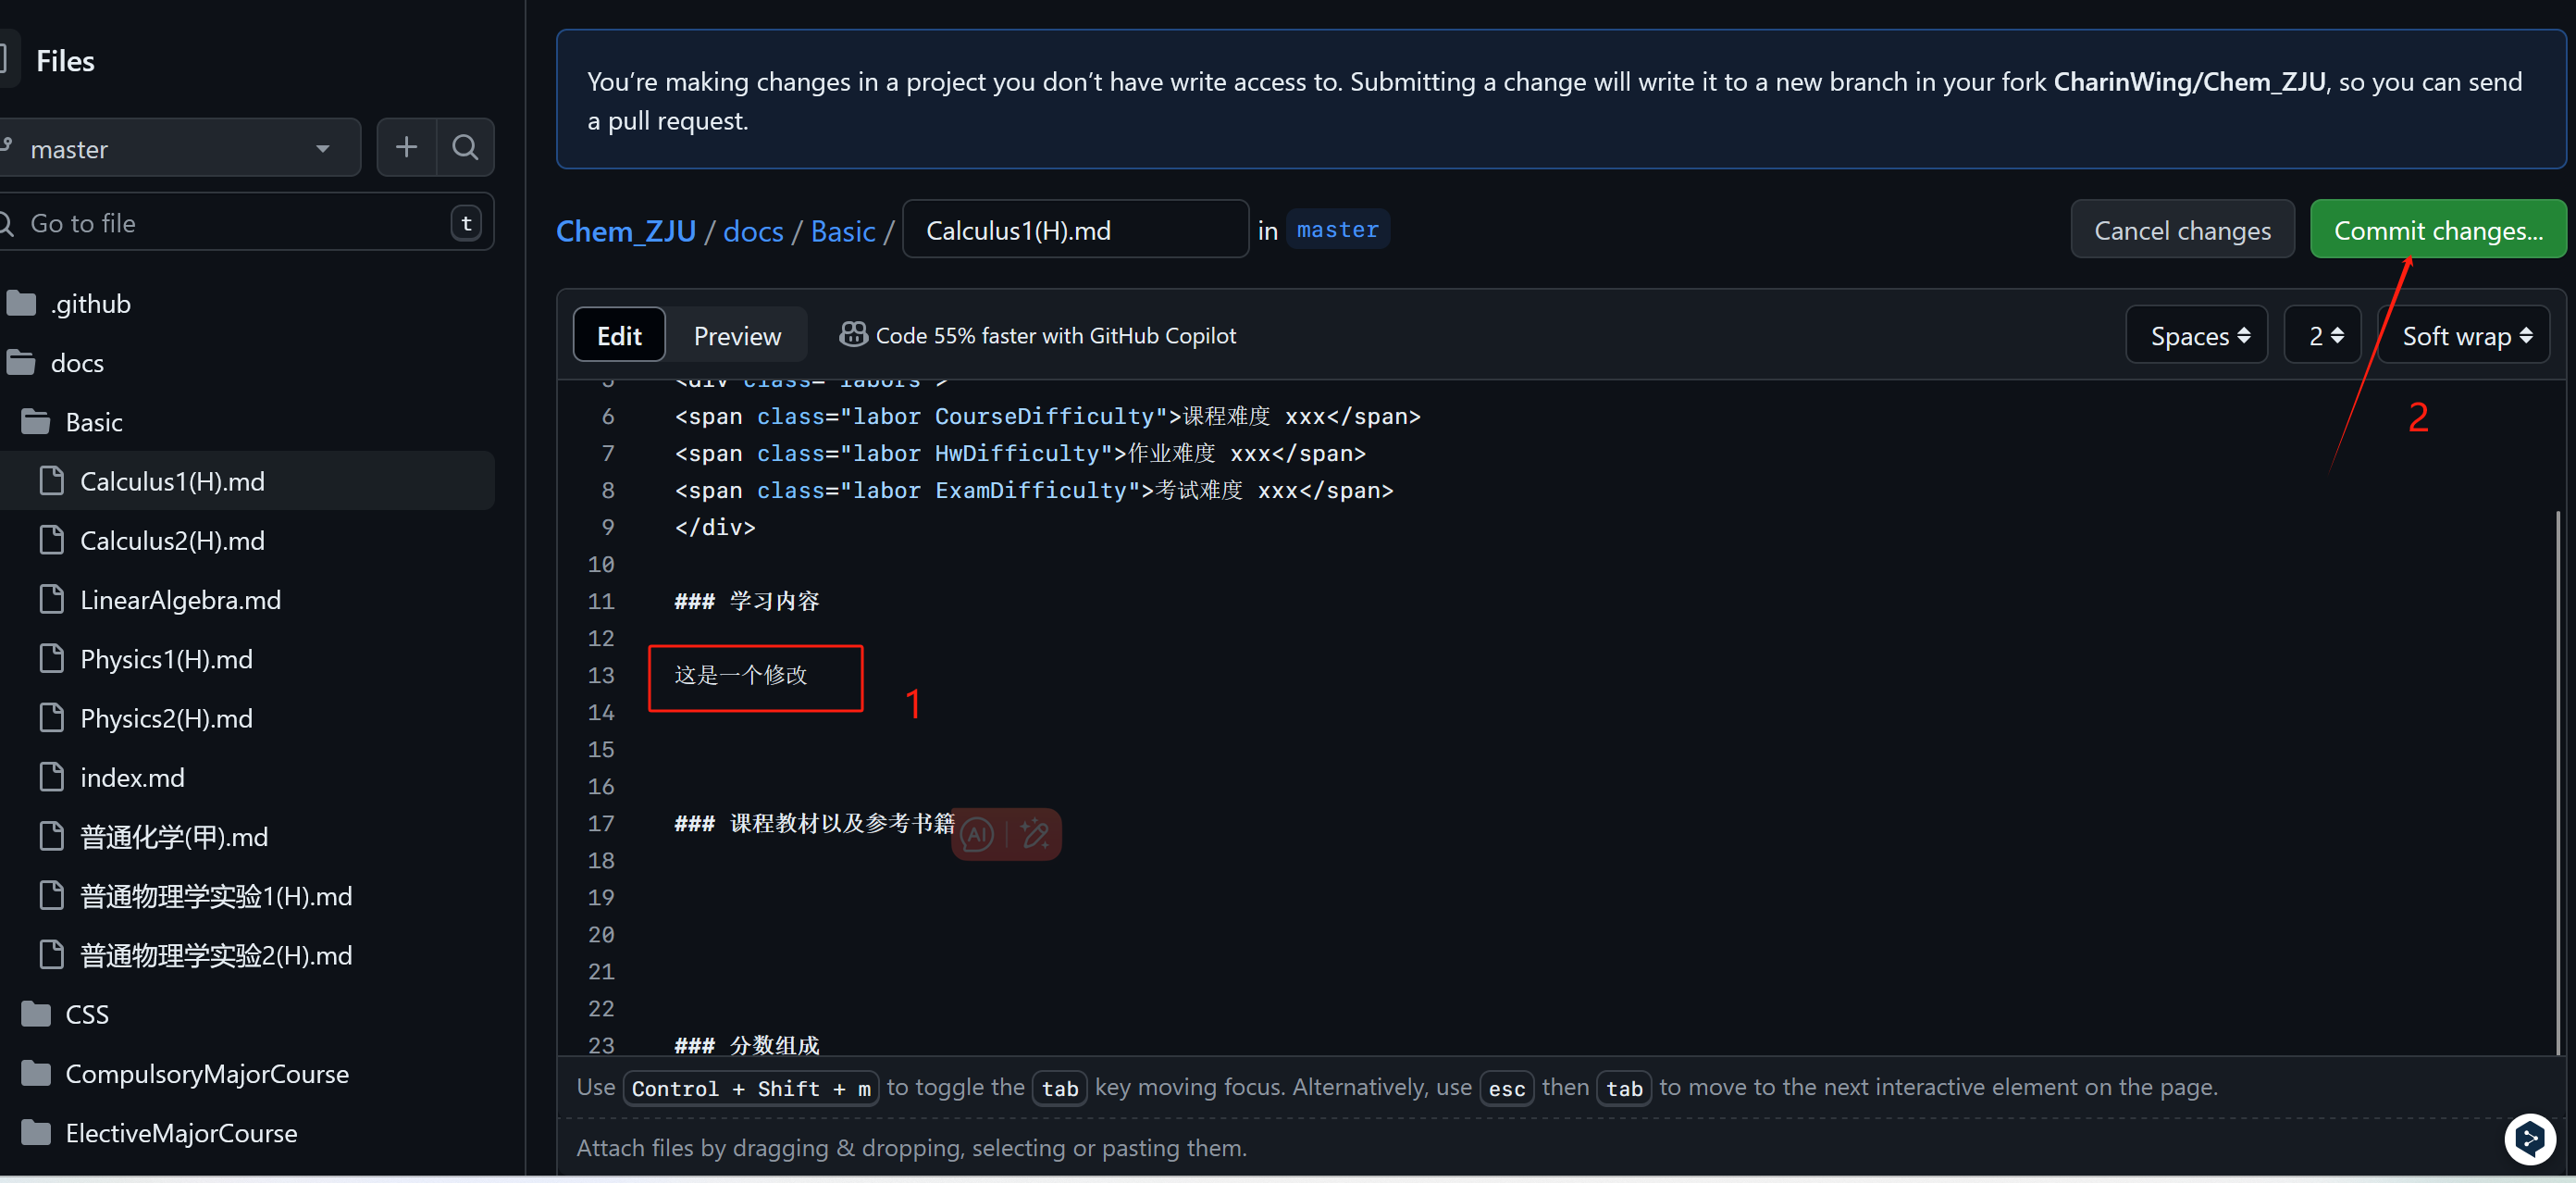 Files
master
Go to file
t
.github
docs
Basic
Calculus1(H).md
Calculus2(H).md
LinearAlgebra.md
Physics1(H).md
Physics2(H).md
index.md
普通化学(甲).md
普通物理学实验1(H).md
普通物理学实验2(H).md
CSS
CompulsoryMajorCourse
ElectiveMajorCourse
You’re making changes in a project you don’t have write access to. Submitting a change will write it to a new branch in your fork CharinWing/Chem_ZJU, so you can send
a pull request.
Chem_ZJU / docs / Basic / Calculus1(H).md in master
Cancel changes
Commit changes...
Edit
Preview
Code 55% faster with GitHub Copilot
Spaces
2
Soft wrap
5 <div class="labors">
6 <span class="labor CourseDifficulty">课程难度 xxx</span>
7 <span class="labor HwDifficulty">作业难度 xxx</span>
8 <span class="labor ExamDifficulty">考试难度 xxx</span>
9 </div>
10
11 ### 学习内容
12
13 这是一个修改
14
15
16
17 ### 课程教材以及参考书籍
18
19
20
21
22
23 ### 分数组成
1
2
AI
Use Control + Shift + m to toggle the tab key moving focus. Alternatively, use esc then tab to move to the next interactive element on the page.
Attach files by dragging & dropping, selecting or pasting them.